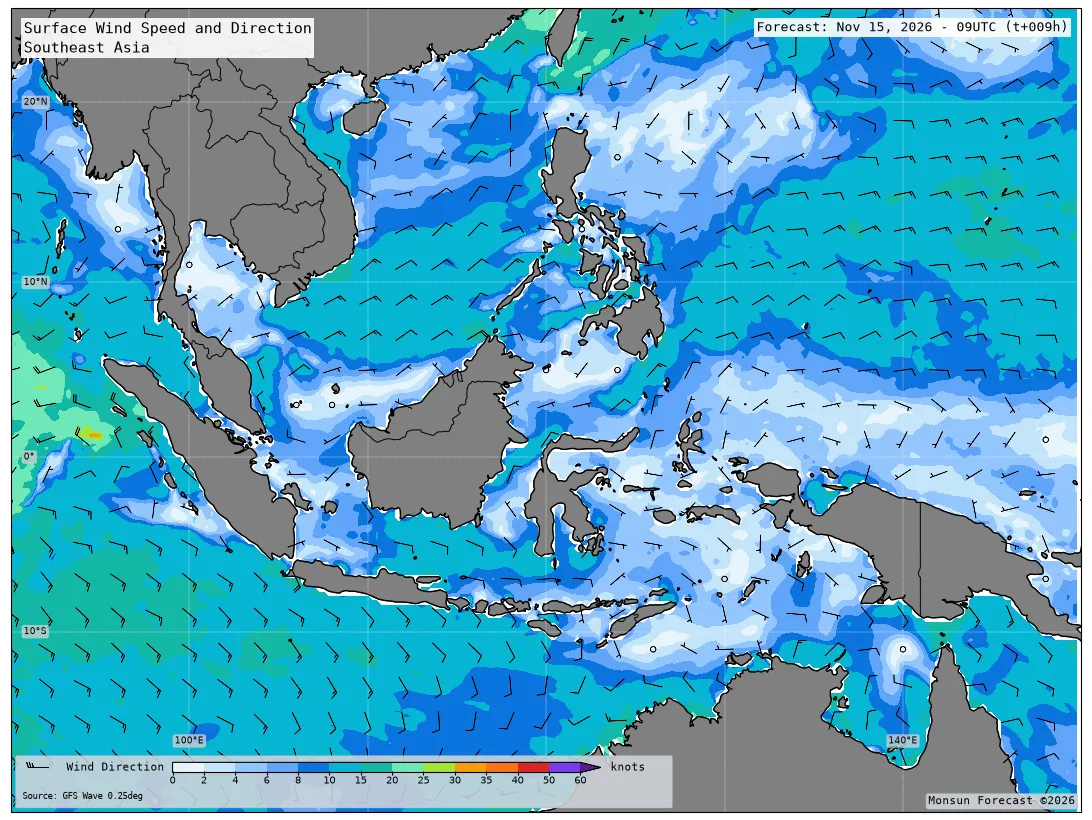 Surface Wind Speed and Direction
Southeast Asia
Forecast: Nov 15, 2026 - 09UTC (t+009h)
20°N
10°N
0°
10°S
100°E
140°E
Wind Direction
0 2 4 6 8 10 15 20 25 30 35 40 50 60
knots
Source: GFS Wave 0.25deg
Monsun Forecast ©2026